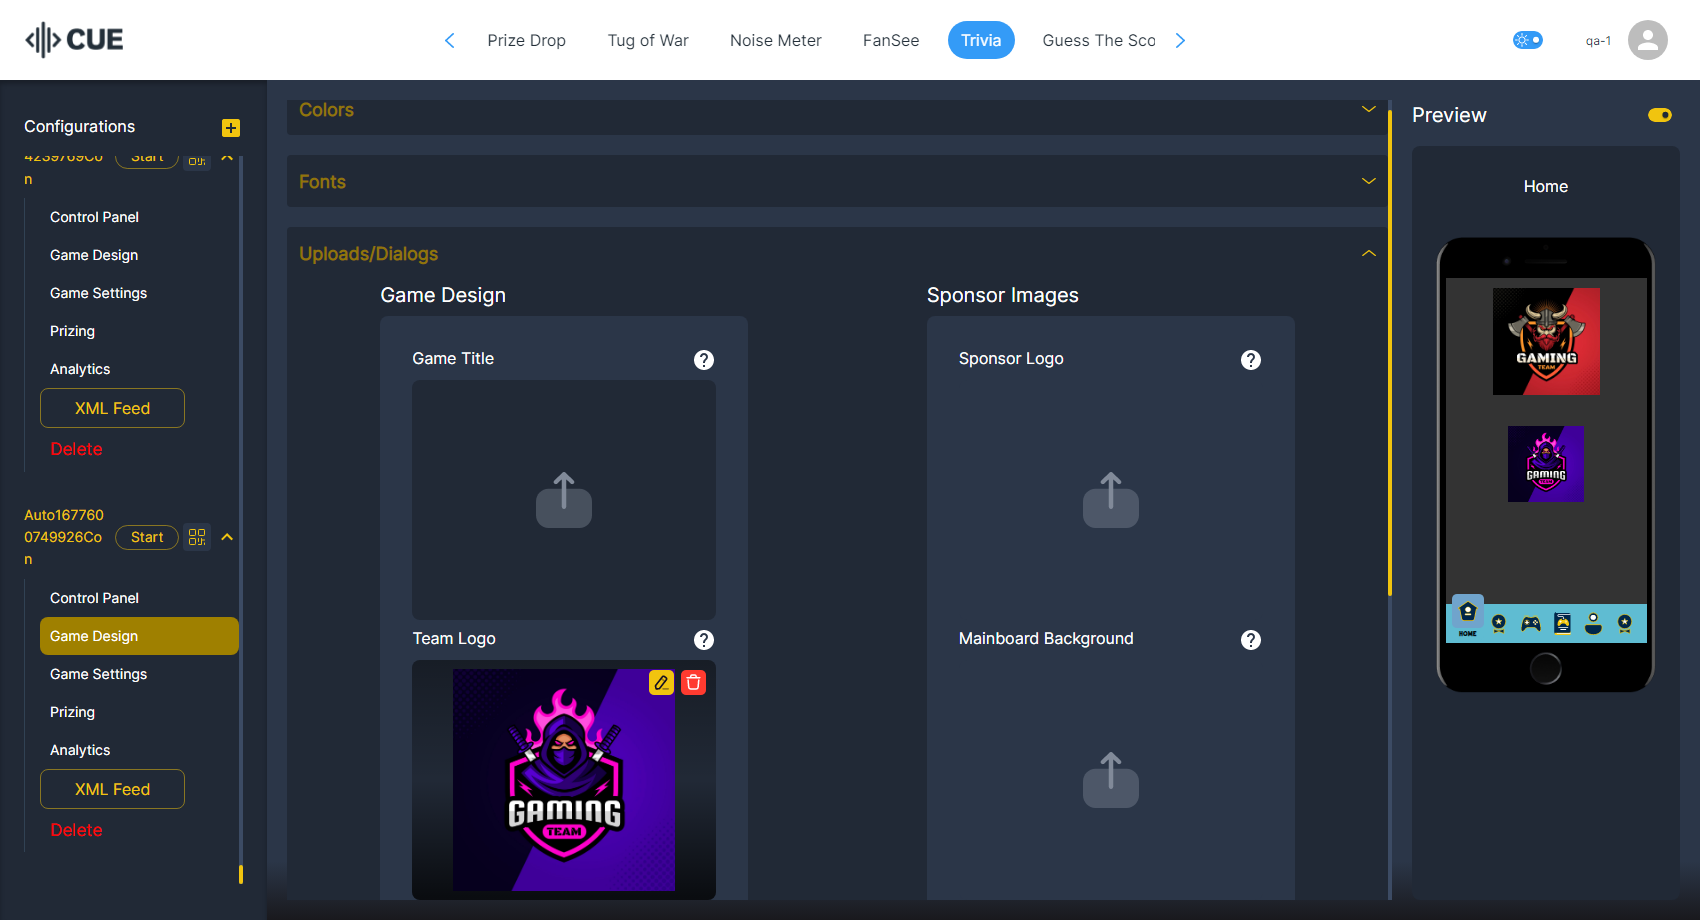 CUE
Prize Drop
Tug of War
Noise Meter
FanSee
Trivia
Guess The Sco
qa-1
Configurations
4239769Co
n
Start
Control Panel
Game Design
Game Settings
Prizing
Analytics
XML Feed
Delete
Auto167760
0749926Co
n
Start
Control Panel
Game Design
Game Settings
Prizing
Analytics
XML Feed
Delete
Colors
Fonts
Uploads/Dialogs
Game Design
Game Title
Team Logo
GAMING
TEAM
Sponsor Images
Sponsor Logo
Mainboard Background
Preview
Home
GAMING
TEAM
GAMING
TEAM
HOME